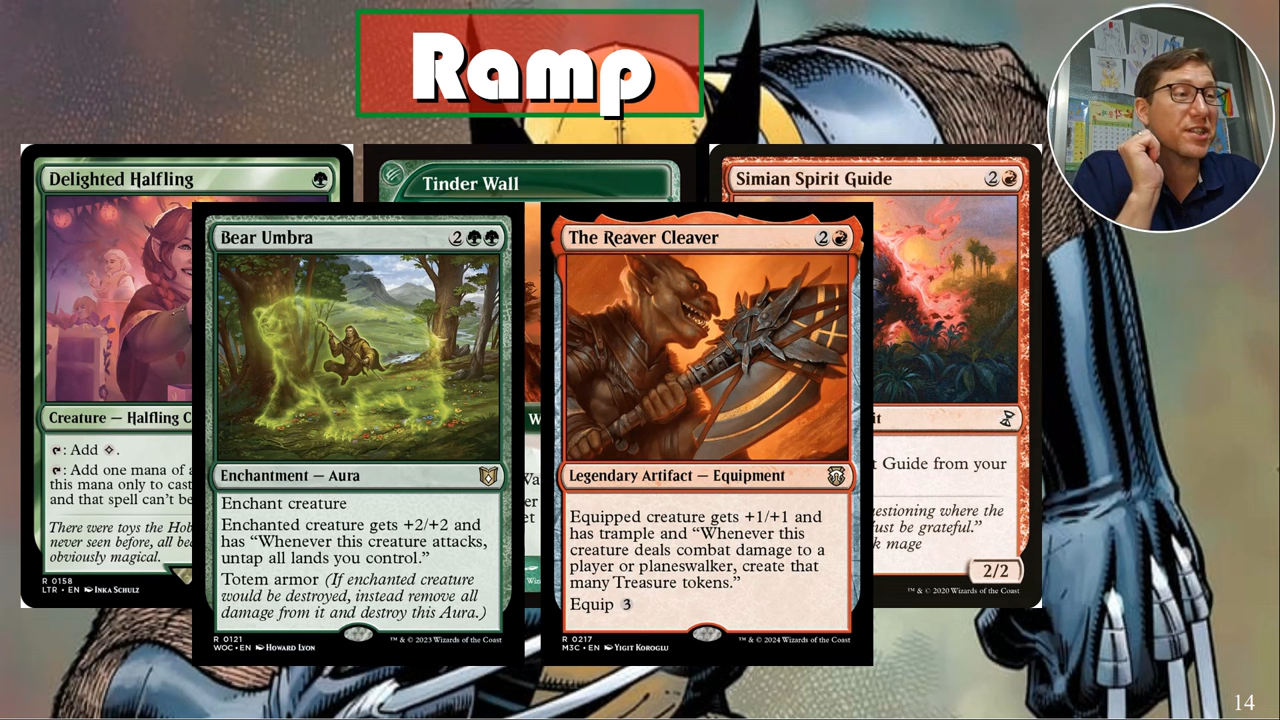 Ramp
Delighted Halfling
Tinder Wall
Simian Spirit Guide 2
Bear Umbra 2
The Reaver Cleaver 2
Creature — Halfling C
: Add .
: Add one mana of a
this mana only to cast
and that spell can't be
There were toys the Hob
never seen before, all bea
obviously magical.
R 0158
LTR • EN Inka Schulz
Enchantment — Aura
Enchant creature
Enchanted creature gets +2/+2 and
has “Whenever this creature attacks,
untap all lands you control.”
Totem armor (If enchanted creature
would be destroyed, instead remove all
damage from it and destroy this Aura.)
R 0121
WOC • EN Howard Lyon
™ & © 2023 Wizards of the Coast
Legendary Artifact — Equipment
Equipped creature gets +1/+1 and
has trample and “Whenever this
creature deals combat damage to a
player or planeswalker, create that
many Treasure tokens.”
Equip 3
R 0217
M3C • EN Yigit Koroglu
™ & © 2024 Wizards of the Coast
it
t Guide from your
estioning where the
ust be grateful.”
k mage
2/2
™ & © 2020 Wizards of the Coast
14